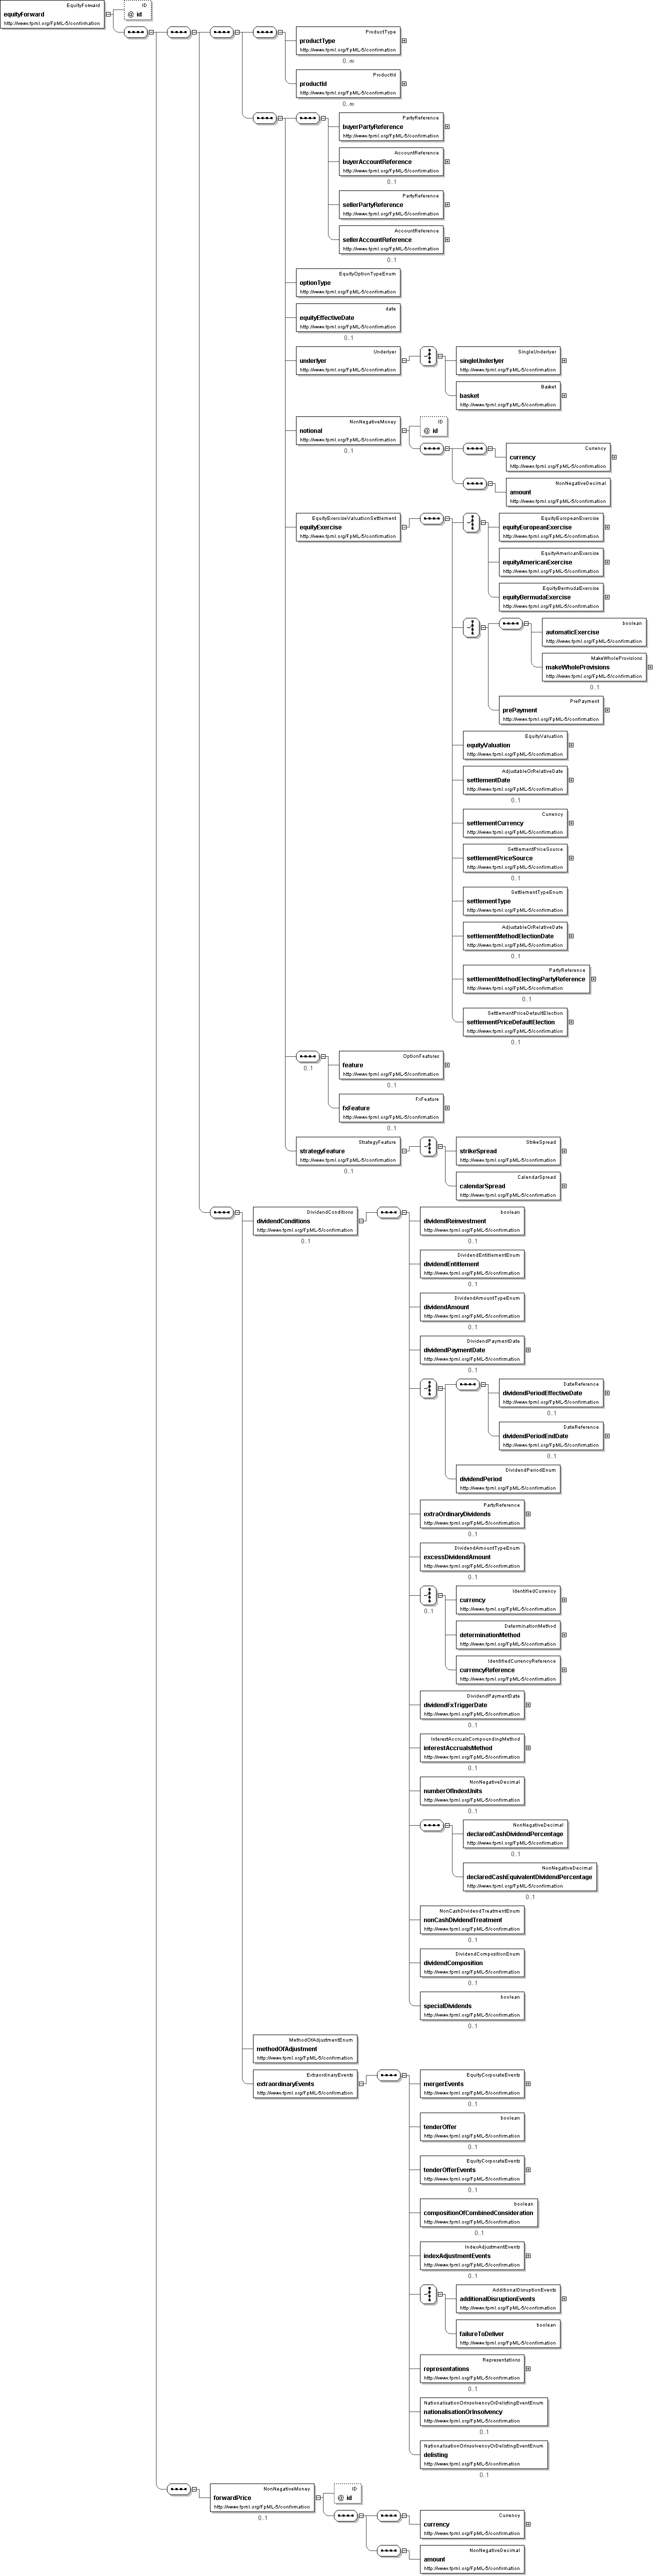 EquityForward
equityForward
http://www.fpml.org/FpML-5/confirmation
ID
@ id
ProductType
productType
http://www.fpml.org/FpML-5/confirmation
0..∞
ProductId
productId
http://www.fpml.org/FpML-5/confirmation
0..∞
PartyReference
buyerPartyReference
http://www.fpml.org/FpML-5/confirmation
AccountReference
buyerAccountReference
http://www.fpml.org/FpML-5/confirmation
0..1
PartyReference
sellerPartyReference
http://www.fpml.org/FpML-5/confirmation
AccountReference
sellerAccountReference
http://www.fpml.org/FpML-5/confirmation
0..1
EquityOptionTypeEnum
optionType
http://www.fpml.org/FpML-5/confirmation
date
equityEffectiveDate
http://www.fpml.org/FpML-5/confirmation
0..1
Underlyer
underlyer
http://www.fpml.org/FpML-5/confirmation
SingleUnderlyer
singleUnderlyer
http://www.fpml.org/FpML-5/confirmation
Basket
basket
http://www.fpml.org/FpML-5/confirmation
NonNegativeMoney
notional
http://www.fpml.org/FpML-5/confirmation
0..1
ID
@ id
Currency
currency
http://www.fpml.org/FpML-5/confirmation
NonNegativeDecimal
amount
http://www.fpml.org/FpML-5/confirmation
EquityExerciseValuationSettlement
equityExercise
http://www.fpml.org/FpML-5/confirmation
EquityEuropeanExercise
equityEuropeanExercise
http://www.fpml.org/FpML-5/confirmation
EquityAmericanExercise
equityAmericanExercise
http://www.fpml.org/FpML-5/confirmation
EquityBermudaExercise
equityBermudaExercise
http://www.fpml.org/FpML-5/confirmation
boolean
automaticExercise
http://www.fpml.org/FpML-5/confirmation
MakeWholeProvisions
makeWholeProvisions
http://www.fpml.org/FpML-5/confirmation
0..1
PrePayment
prePayment
http://www.fpml.org/FpML-5/confirmation
EquityValuation
equityValuation
http://www.fpml.org/FpML-5/confirmation
AdjustableOrRelativeDate
settlementDate
http://www.fpml.org/FpML-5/confirmation
0..1
Currency
settlementCurrency
http://www.fpml.org/FpML-5/confirmation
SettlementPriceSource
settlementPriceSource
http://www.fpml.org/FpML-5/confirmation
0..1
SettlementTypeEnum
settlementType
http://www.fpml.org/FpML-5/confirmation
AdjustableOrRelativeDate
settlementMethodElectionDate
http://www.fpml.org/FpML-5/confirmation
0..1
PartyReference
settlementMethodElectingPartyReference
http://www.fpml.org/FpML-5/confirmation
0..1
SettlementPriceDefaultElection
settlementPriceDefaultElection
http://www.fpml.org/FpML-5/confirmation
0..1
0..1
OptionFeatures
feature
http://www.fpml.org/FpML-5/confirmation
0..1
FxFeature
fxFeature
http://www.fpml.org/FpML-5/confirmation
0..1
StrategyFeature
strategyFeature
http://www.fpml.org/FpML-5/confirmation
0..1
StrikeSpread
strikeSpread
http://www.fpml.org/FpML-5/confirmation
CalendarSpread
calendarSpread
http://www.fpml.org/FpML-5/confirmation
DividendConditions
dividendConditions
http://www.fpml.org/FpML-5/confirmation
0..1
boolean
dividendReinvestment
http://www.fpml.org/FpML-5/confirmation
0..1
DividendEntitlementEnum
dividendEntitlement
http://www.fpml.org/FpML-5/confirmation
0..1
DividendAmountTypeEnum
dividendAmount
http://www.fpml.org/FpML-5/confirmation
0..1
DividendPaymentDate
dividendPaymentDate
http://www.fpml.org/FpML-5/confirmation
0..1
DateReference
dividendPeriodEffectiveDate
http://www.fpml.org/FpML-5/confirmation
0..1
DateReference
dividendPeriodEndDate
http://www.fpml.org/FpML-5/confirmation
0..1
DividendPeriodEnum
dividendPeriod
http://www.fpml.org/FpML-5/confirmation
PartyReference
extraOrdinaryDividends
http://www.fpml.org/FpML-5/confirmation
0..1
DividendAmountTypeEnum
excessDividendAmount
http://www.fpml.org/FpML-5/confirmation
0..1
0..1
IdentifiedCurrency
currency
http://www.fpml.org/FpML-5/confirmation
DeterminationMethod
determinationMethod
http://www.fpml.org/FpML-5/confirmation
IdentifiedCurrencyReference
currencyReference
http://www.fpml.org/FpML-5/confirmation
DividendPaymentDate
dividendFxTriggerDate
http://www.fpml.org/FpML-5/confirmation
0..1
InterestAccrualsCompoundingMethod
interestAccrualsMethod
http://www.fpml.org/FpML-5/confirmation
0..1
NonNegativeDecimal
numberOfIndexUnits
http://www.fpml.org/FpML-5/confirmation
0..1
NonNegativeDecimal
declaredCashDividendPercentage
http://www.fpml.org/FpML-5/confirmation
0..1
NonNegativeDecimal
declaredCashEquivalentDividendPercentage
http://www.fpml.org/FpML-5/confirmation
0..1
NonCashDividendTreatmentEnum
nonCashDividendTreatment
http://www.fpml.org/FpML-5/confirmation
0..1
DividendCompositionEnum
dividendComposition
http://www.fpml.org/FpML-5/confirmation
0..1
boolean
specialDividends
http://www.fpml.org/FpML-5/confirmation
0..1
MethodOfAdjustmentEnum
methodOfAdjustment
http://www.fpml.org/FpML-5/confirmation
ExtraordinaryEvents
extraordinaryEvents
http://www.fpml.org/FpML-5/confirmation
EquityCorporateEvents
mergerEvents
http://www.fpml.org/FpML-5/confirmation
0..1
boolean
tenderOffer
http://www.fpml.org/FpML-5/confirmation
0..1
EquityCorporateEvents
tenderOfferEvents
http://www.fpml.org/FpML-5/confirmation
0..1
boolean
compositionOfCombinedConsideration
http://www.fpml.org/FpML-5/confirmation
0..1
IndexAdjustmentEvents
indexAdjustmentEvents
http://www.fpml.org/FpML-5/confirmation
0..1
AdditionalDisruptionEvents
additionalDisruptionEvents
http://www.fpml.org/FpML-5/confirmation
boolean
failureToDeliver
http://www.fpml.org/FpML-5/confirmation
Representations
representations
http://www.fpml.org/FpML-5/confirmation
0..1
NationalisationOrInsolvencyOrDelistingEventEnum
nationalisationOrInsolvency
http://www.fpml.org/FpML-5/confirmation
0..1
NationalisationOrInsolvencyOrDelistingEventEnum
delisting
http://www.fpml.org/FpML-5/confirmation
0..1
NonNegativeMoney
forwardPrice
http://www.fpml.org/FpML-5/confirmation
0..1
ID
@ id
Currency
currency
http://www.fpml.org/FpML-5/confirmation
NonNegativeDecimal
amount
http://www.fpml.org/FpML-5/confirmation